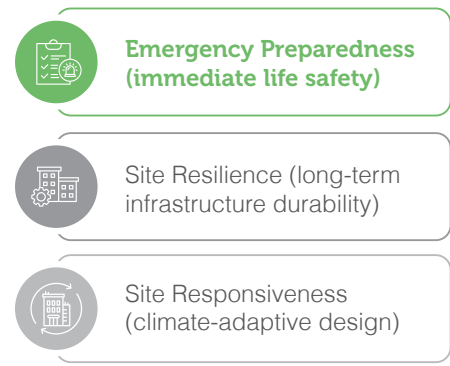 Emergency Preparedness
(immediate life safety)
Site Resilience (long-term
infrastructure durability)
Site Responsiveness
(climate-adaptive design)